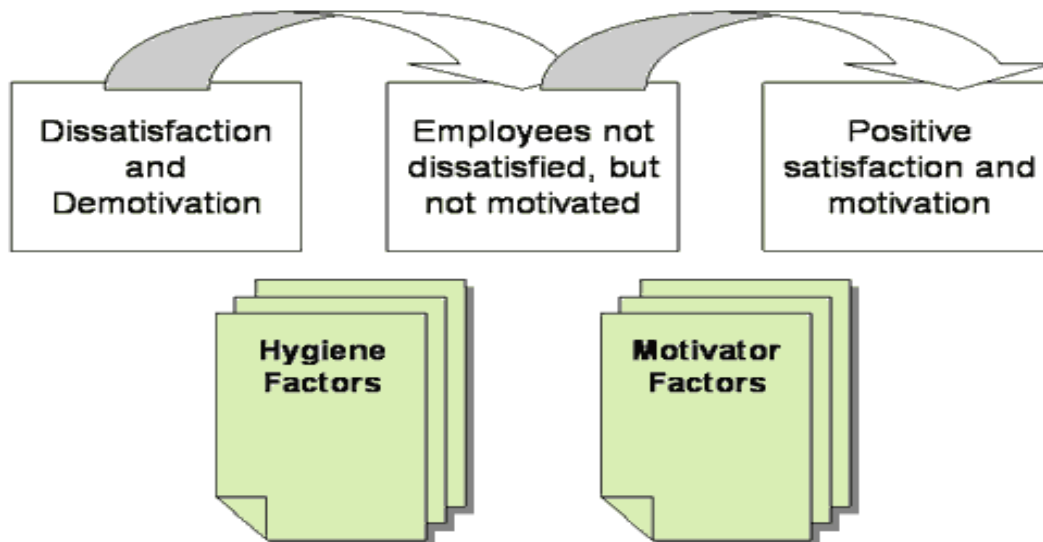 Dissatisfaction
and
Demotivation
Employees not
dissatisfied, but
not motivated
Positive
satisfaction and
motivation
Hygiene
Factors
Motivator
Factors